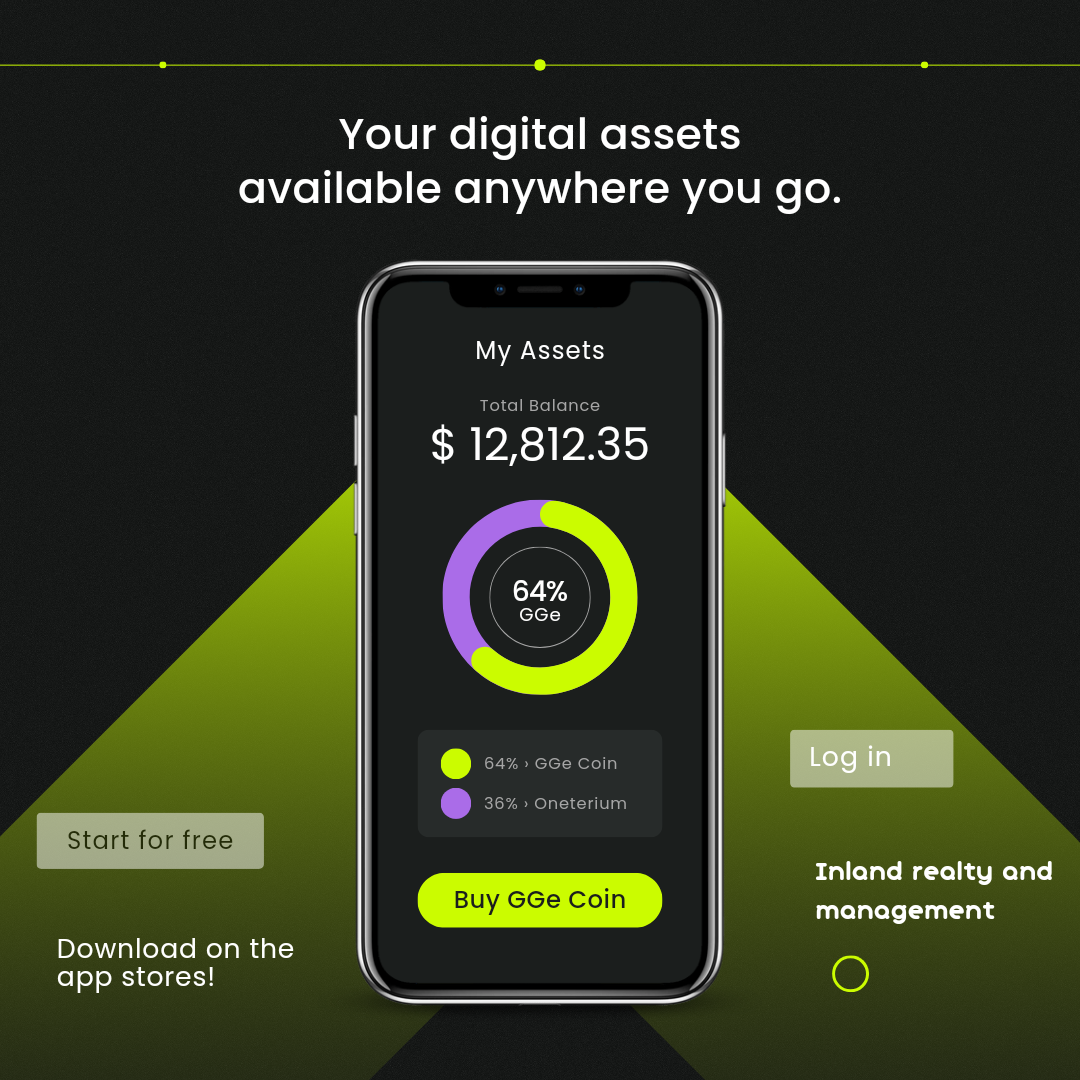 Your digital assets
available anywhere you go.
My Assets
Total Balance
$ 12,812.35
64%
GGe
64% › GGe Coin
36% › Oneterium
Buy GGe Coin
Start for free
Download on the
app stores!
Log in
Inland realty and
management